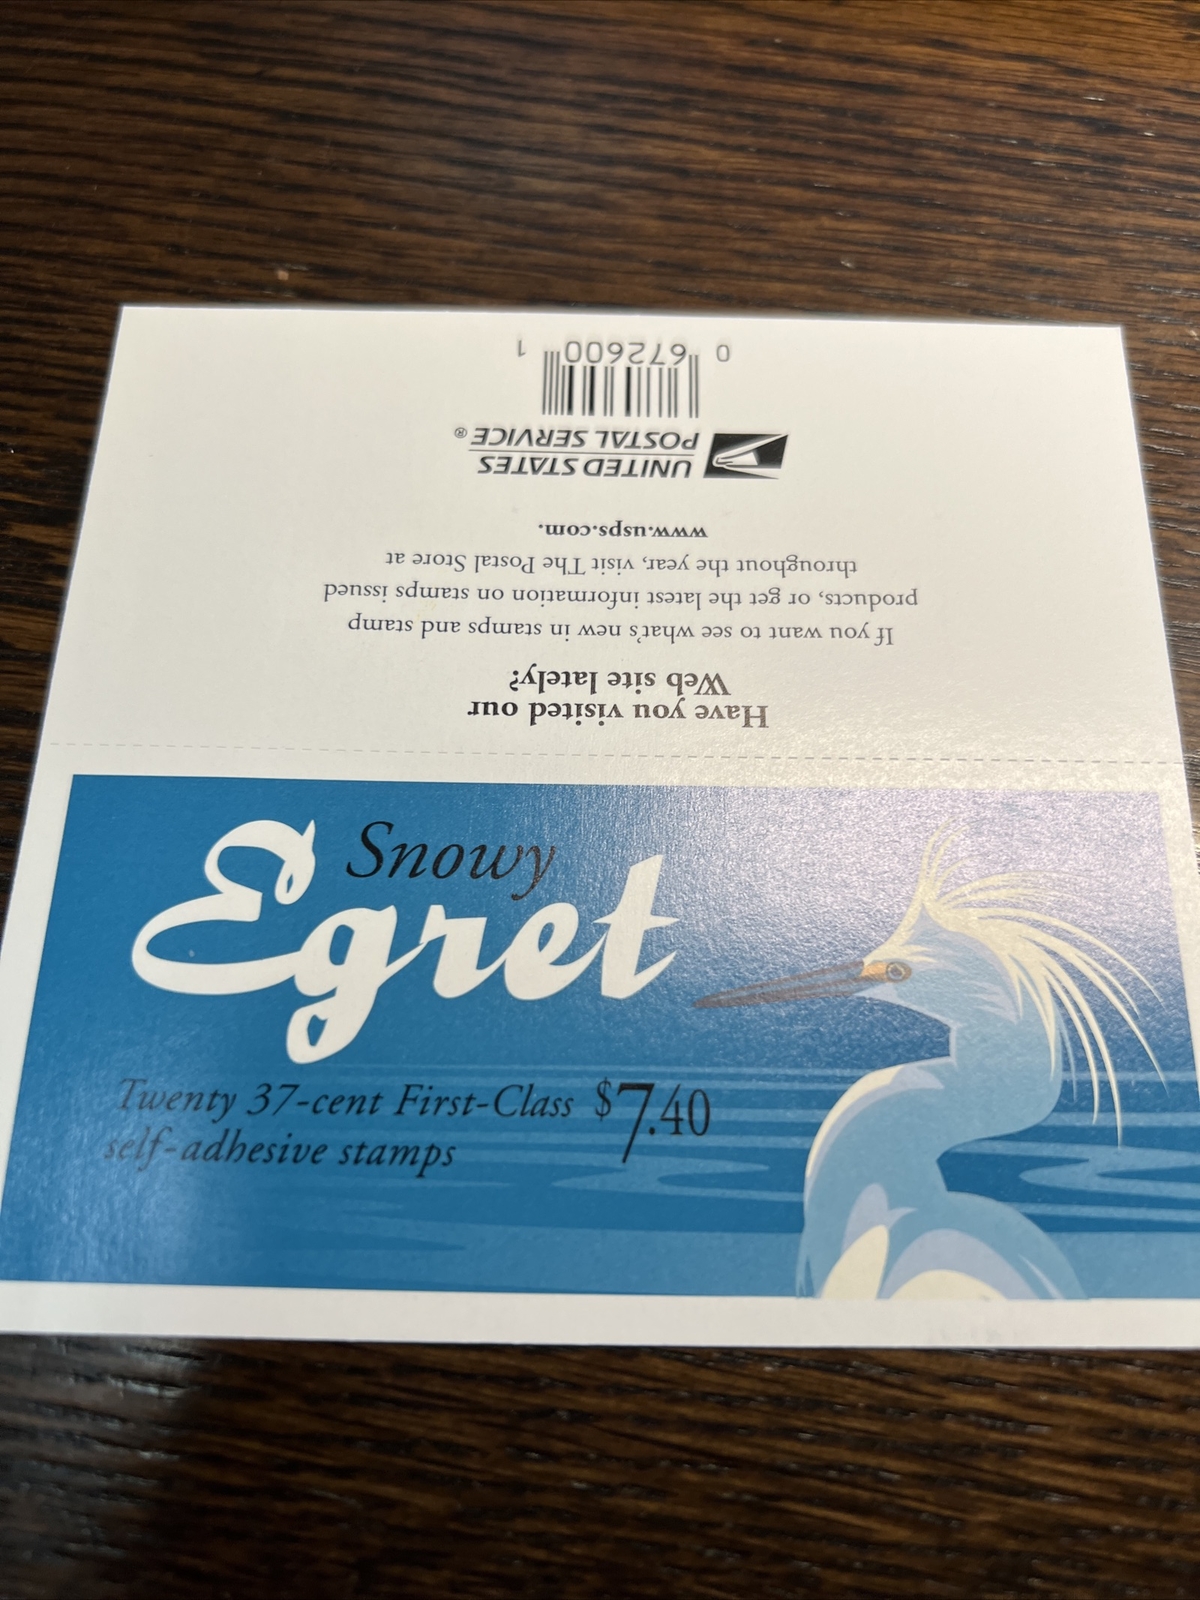 Snowy
Egret
Twenty 37-cent First-Class $7.40
self-adhesive stamps
Have you visited our
Web site lately?
If you want to see what's new in stamps and stamp
products, or get the latest information on stamps issued
throughout the year, visit The Postal Store at
www.usps.com.
UNITED STATES
POSTAL SERVICE®
0 672600 1